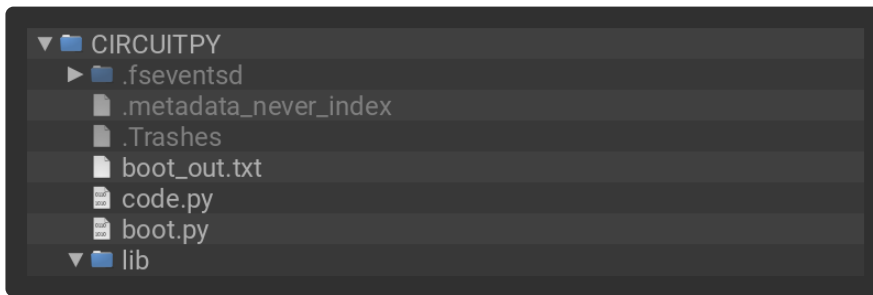 CIRCUITPY
.fseventsd
.metadata_never_index
.Trashes
boot_out.txt
code.py
boot.py
lib